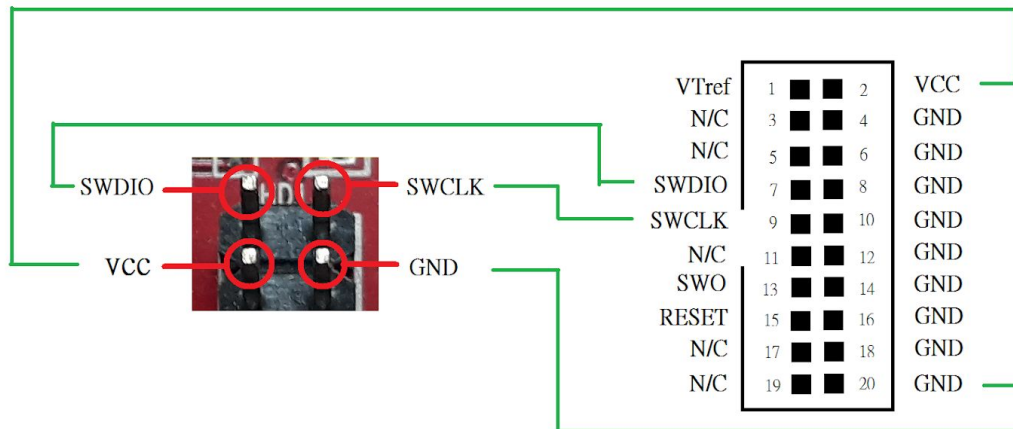 VTref 1 2 VCC
N/C 3 4 GND
N/C 5 6 GND
SWDIO SWCLK
SWDIO 7 8 GND
SWCLK 9 10 GND
VCC GND
N/C 11 12 GND
SWO 13 14 GND
RESET 15 16 GND
N/C 17 18 GND
N/C 19 20 GND